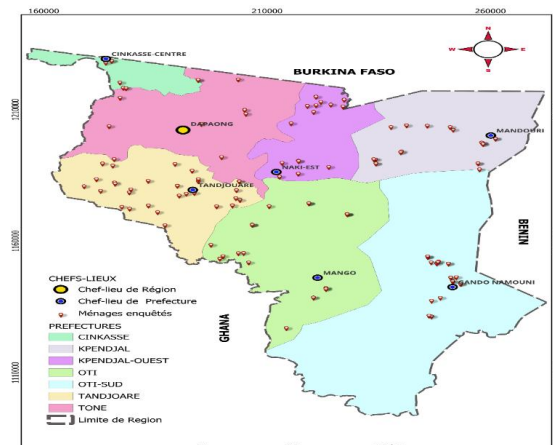 160000 210000 260000
N
W E
S
CINKASSE-CENTRE
BURKINA FASO
1210000
DAPAONG
MANDOURI
NAKI-EST
TANDJOUARE
BENIN
1160000
CHEFS-LIEUX
Chef-lieu de Région
Chef-lieu de Prefecture
Ménages enquêtés
MANGO
GANDO NAMOUNI
GHANA
PREFECTURES
CINKASSE
KPENDJAL
KPENDJAL-OUEST
OTI
OTI-SUD
TANDJOARE
TONE
Limite de Region
1110000